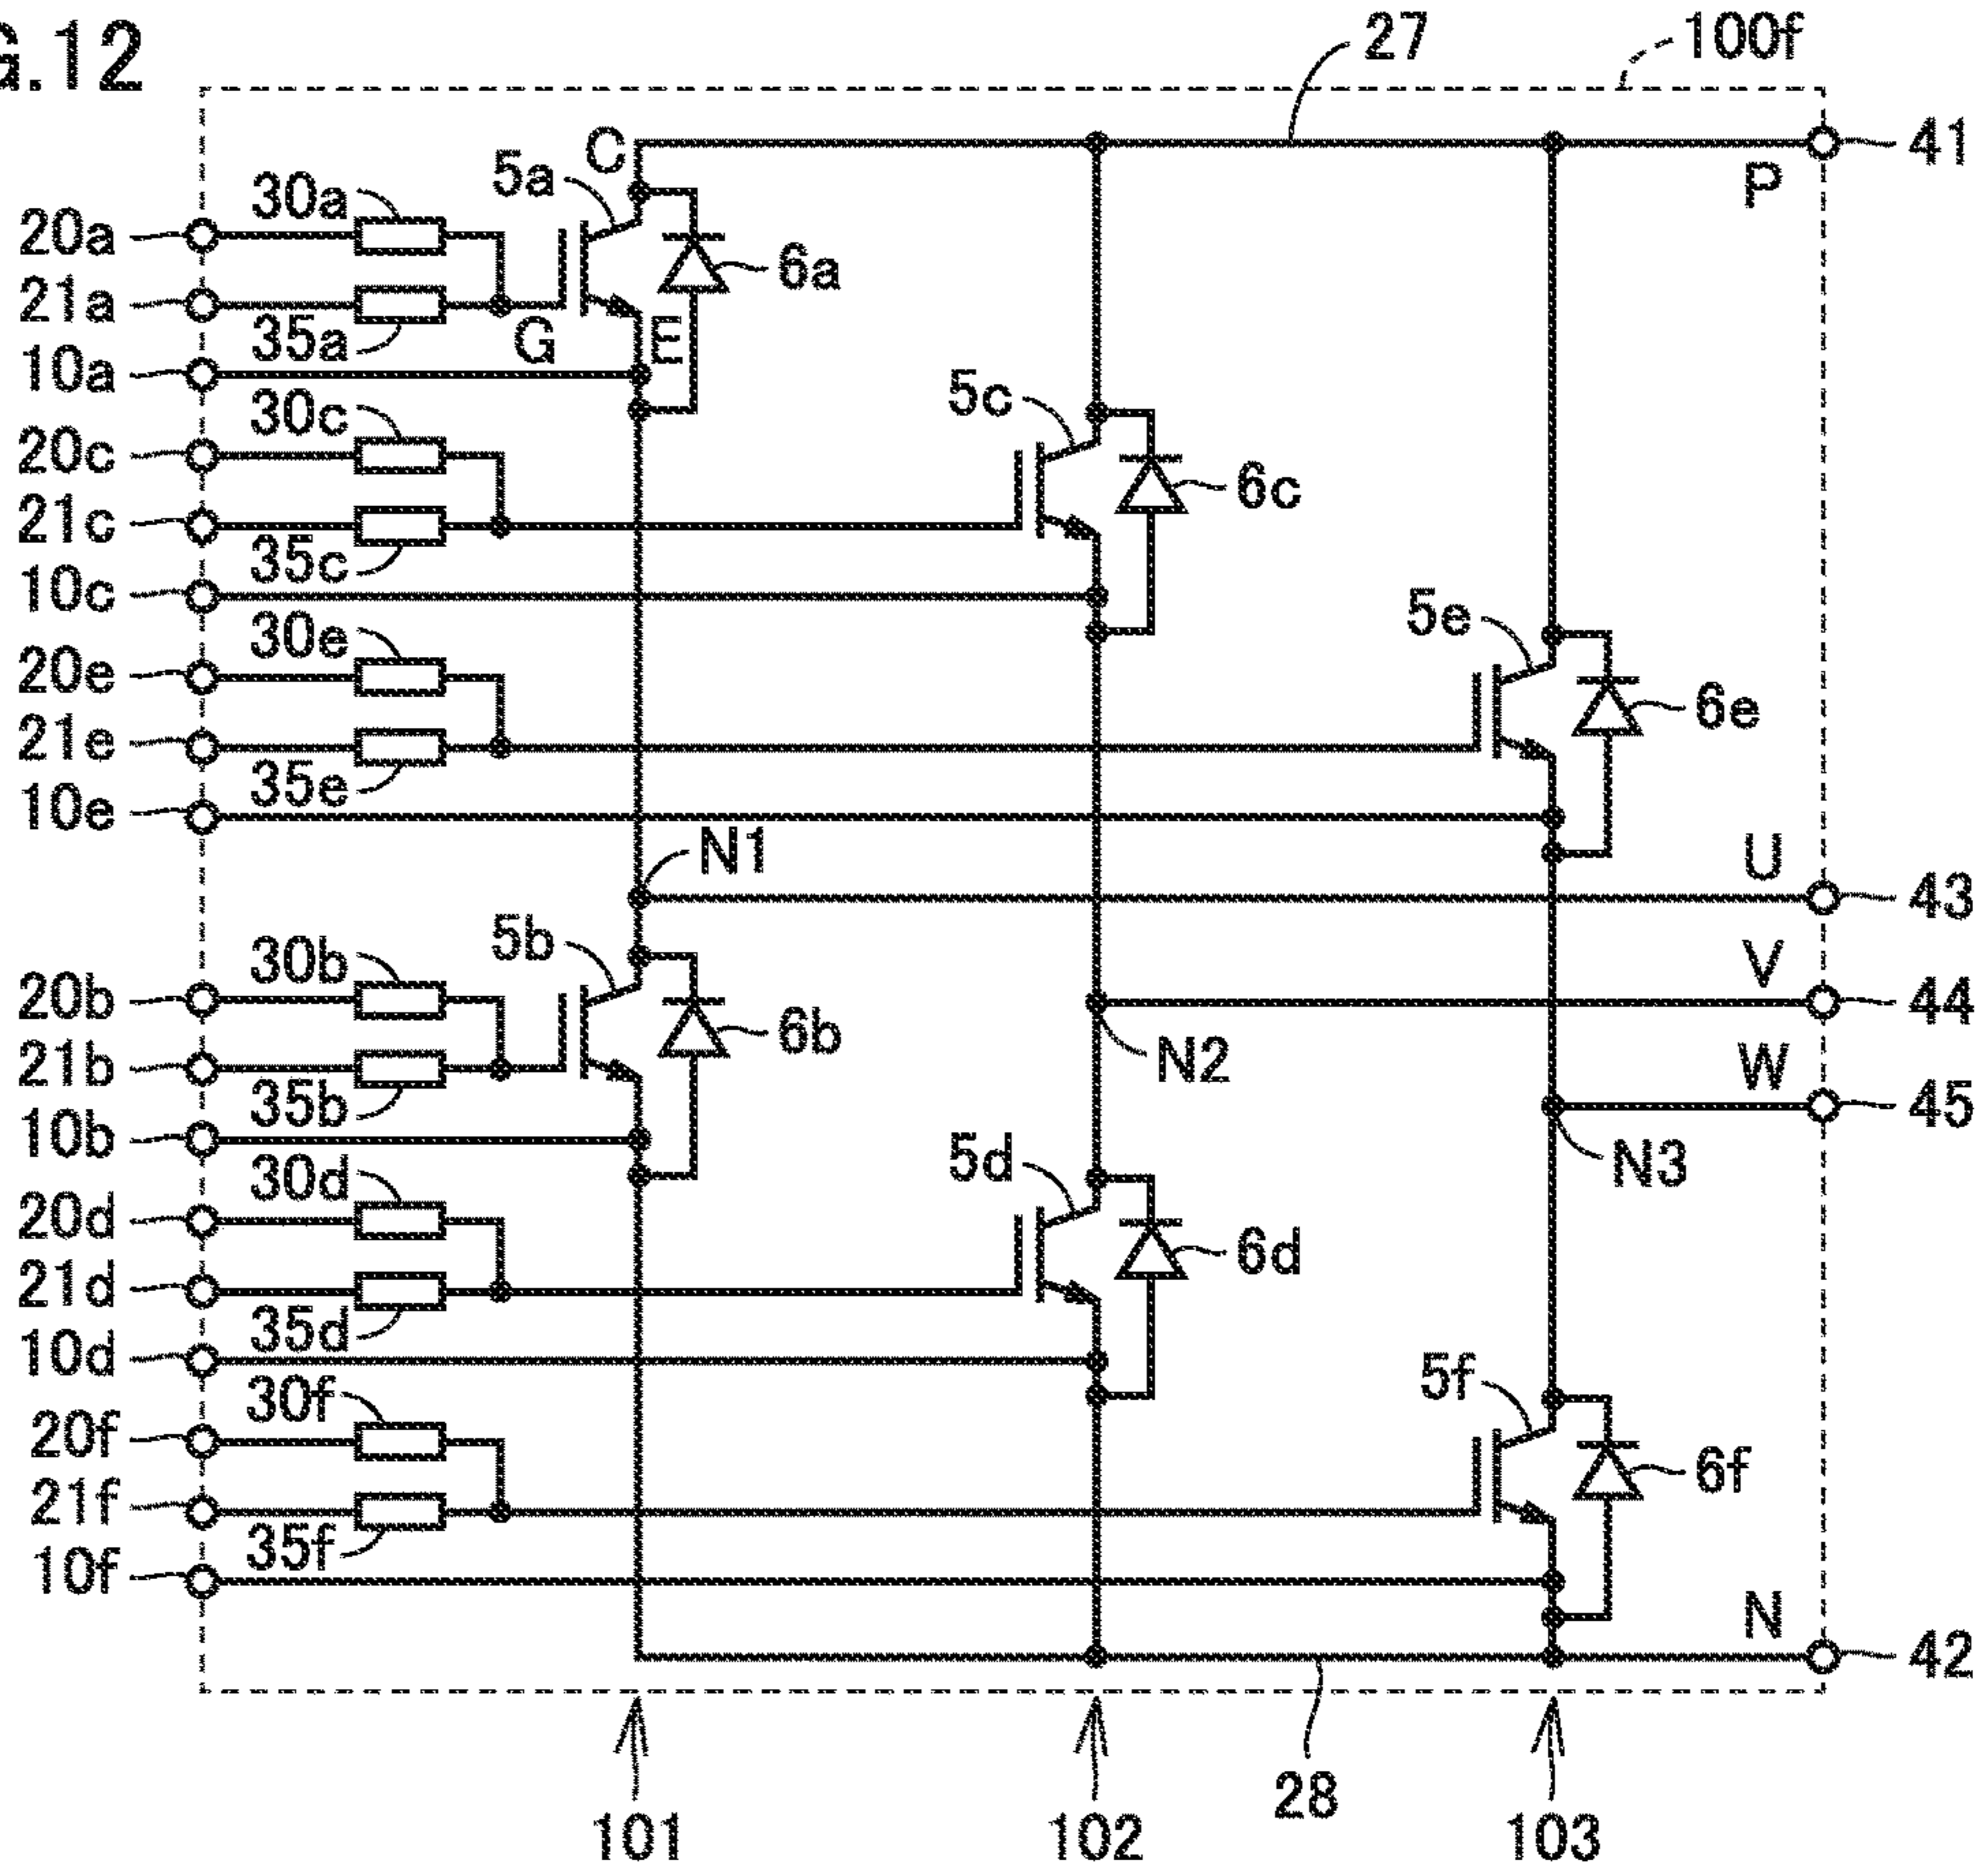 G.12
27
100f
C
41
5a
P
30a
20a
6a
21a
35a
G
E
10a
5c
30c
20c
6c
21c
35c
10c
5e
30e
20e
6e
21e
35e
10e
N1
U
43
5b
30b
V
20b
6b
44
21b
N2
W
35b
45
10b
5d
N3
30d
20d
6d
21d
35d
10d
5f
30f
20f
6f
21f
35f
10f
N
42
28
101
102
103